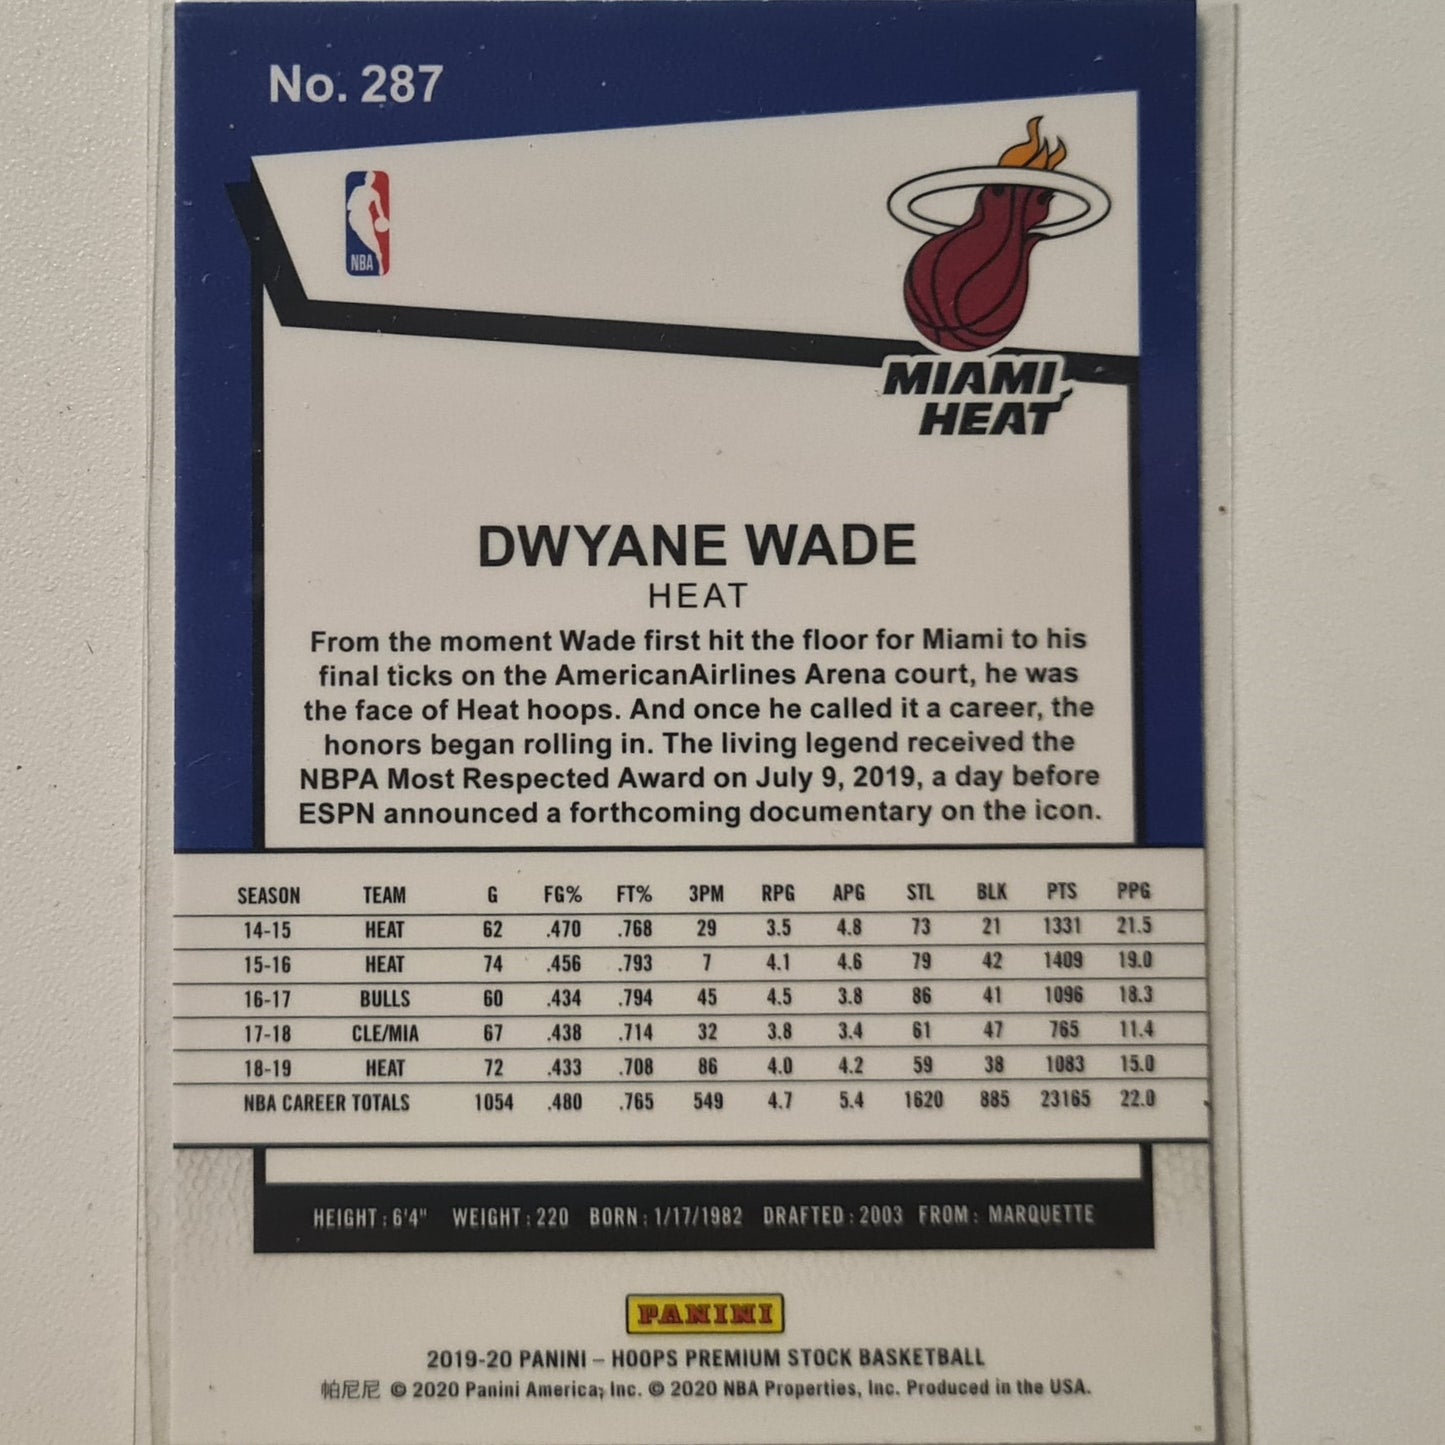 No. 287
NBA
MIAMI
HEAT
DWYANE WADE
HEAT
From the moment Wade first hit the floor for Miami to his
final ticks on the AmericanAirlines Arena court, he was
the face of Heat hoops. And once he called it a career, the
honors began rolling in. The living legend received the
NBPA Most Respected Award on July 9, 2019, a day before
ESPN announced a forthcoming documentary on the icon.
SEASON TEAM G FG% FT% 3PM RPG APG STL BLK PTS PPG
14-15 HEAT 62 .470 .768 29 3.5 4.8 73 21 1331 21.5
15-16 HEAT 74 .456 .793 7 4.1 4.6 79 42 1409 19.0
16-17 BULLS 60 .434 .794 45 4.5 3.8 86 41 1096 18.3
17-18 CLE/MIA 67 .438 .714 32 3.8 3.4 61 47 765 11.4
18-19 HEAT 72 .433 .708 86 4.0 4.2 59 38 1083 15.0
NBA CAREER TOTALS 1054 .480 .765 549 4.7 5.4 1620 885 23165 22.0
HEIGHT : 6'4" WEIGHT : 220 BORN : 1/17/1982 DRAFTED : 2003 FROM : MARQUETTE
PANINI
2019-20 PANINI – HOOPS PREMIUM STOCK BASKETBALL
帕尼尼 © 2020 Panini America, Inc. © 2020 NBA Properties, Inc. Produced in the USA.